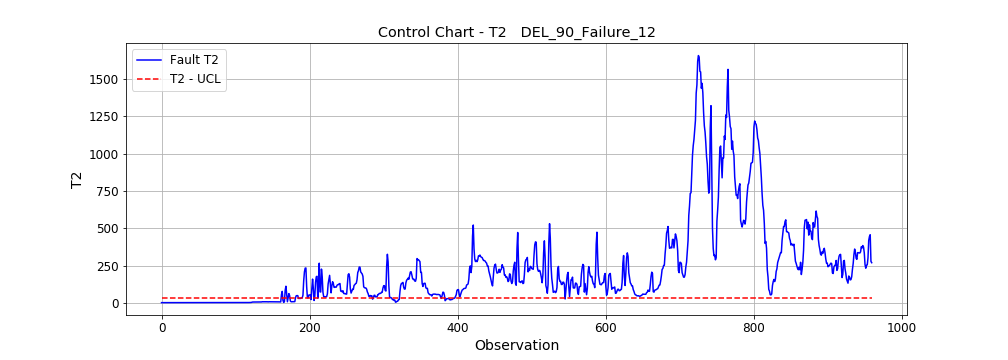 Control Chart - T2   DEL_90_Failure_12
Fault T2
T2 - UCL
1500
1250
1000
750
500
250
0
T2
0 200 400 600 800 1000
Observation